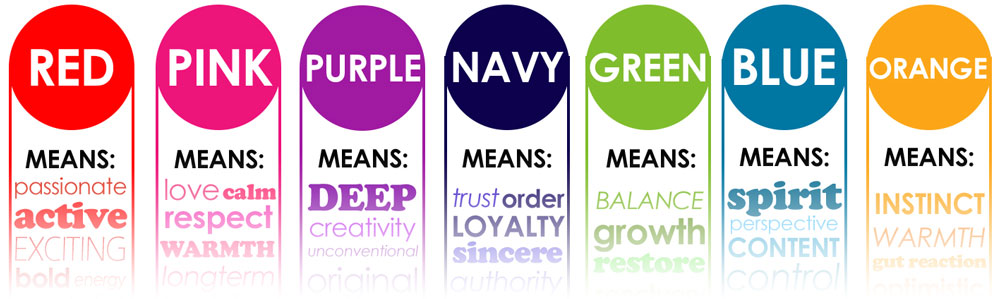 RED
MEANS:
passionate
active
EXCITING
bold energy
PINK
MEANS:
love calm
respect
WARMTH
longterm
PURPLE
MEANS:
DEEP
creativity
unconventional
original
NAVY
MEANS:
trust order
LOYALTY
sincere
authority
GREEN
MEANS:
BALANCE
growth
restore
sanctuary
BLUE
MEANS:
spirit
perspective
CONTENT
control
ORANGE
MEANS:
INSTINCT
WARMTH
gut reaction
optimistic